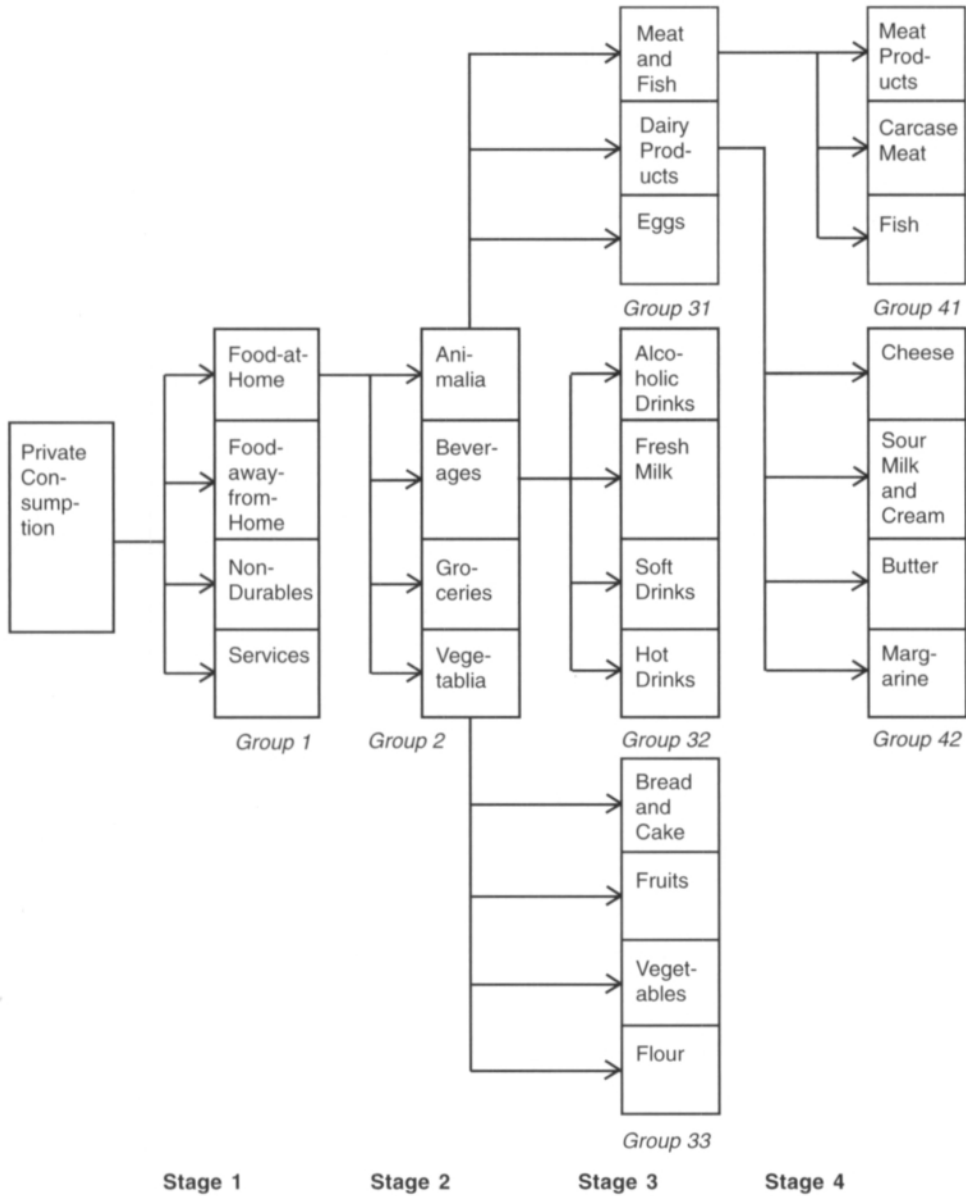 Private
Con-
sump-
tion
Food-at-
Home
Food-
away-
from-
Home
Non-
Durables
Services
Group 1
Ani-
malia
Bever-
ages
Gro-
ceries
Vege-
tablia
Group 2
Meat
and
Fish
Dairy
Prod-
ucts
Eggs
Group 31
Alco-
holic
Drinks
Fresh
Milk
Soft
Drinks
Hot
Drinks
Group 32
Bread
and
Cake
Fruits
Veget-
ables
Flour
Group 33
Meat
Prod-
ucts
Carcase
Meat
Fish
Group 41
Cheese
Sour
Milk
and
Cream
Butter
Marg-
arine
Group 42
Stage 1
Stage 2
Stage 3
Stage 4